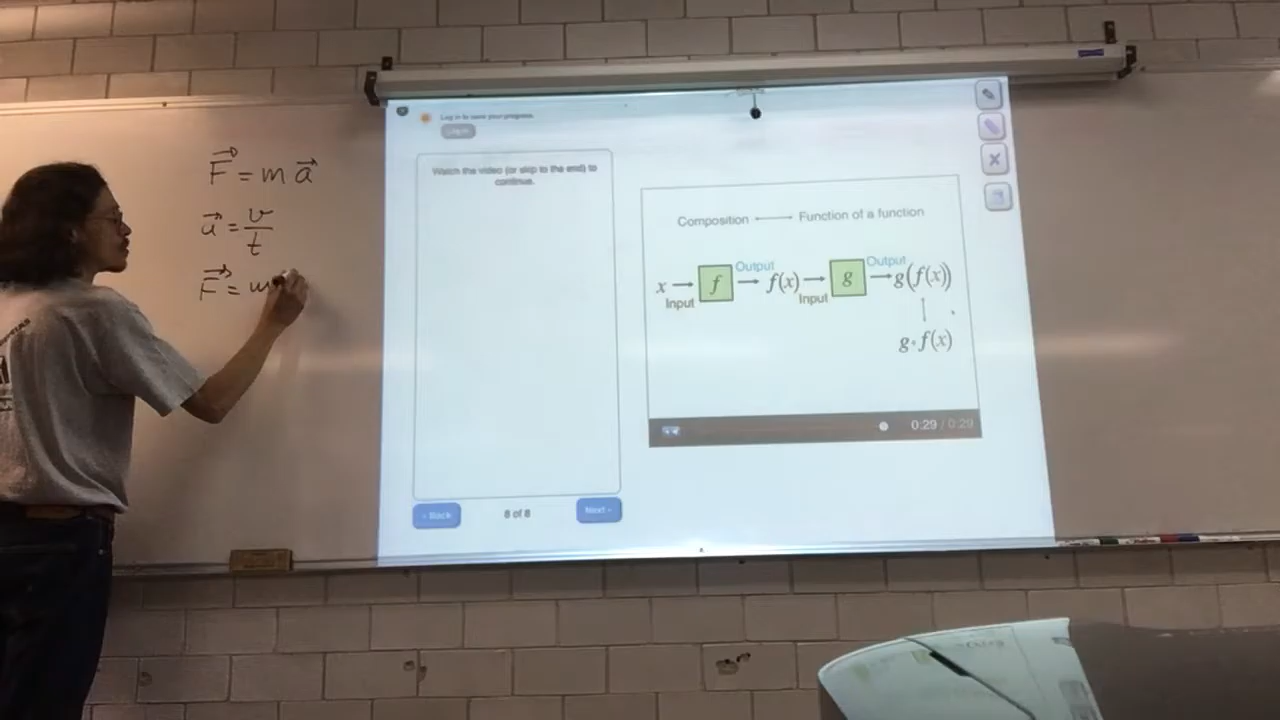 F⃗ = m a⃗
a⃗ = v/t
F⃗ = m
Log in to save your progress.
Log in
Watch the video (or skip to the end) to
continue.
Composition ⟵ Function of a function
x → f → f(x) → g → g(f(x))
Input Output Input Output
g∘f(x)
0:29 / 0:29
‹ Back
8 of 8
Next ›